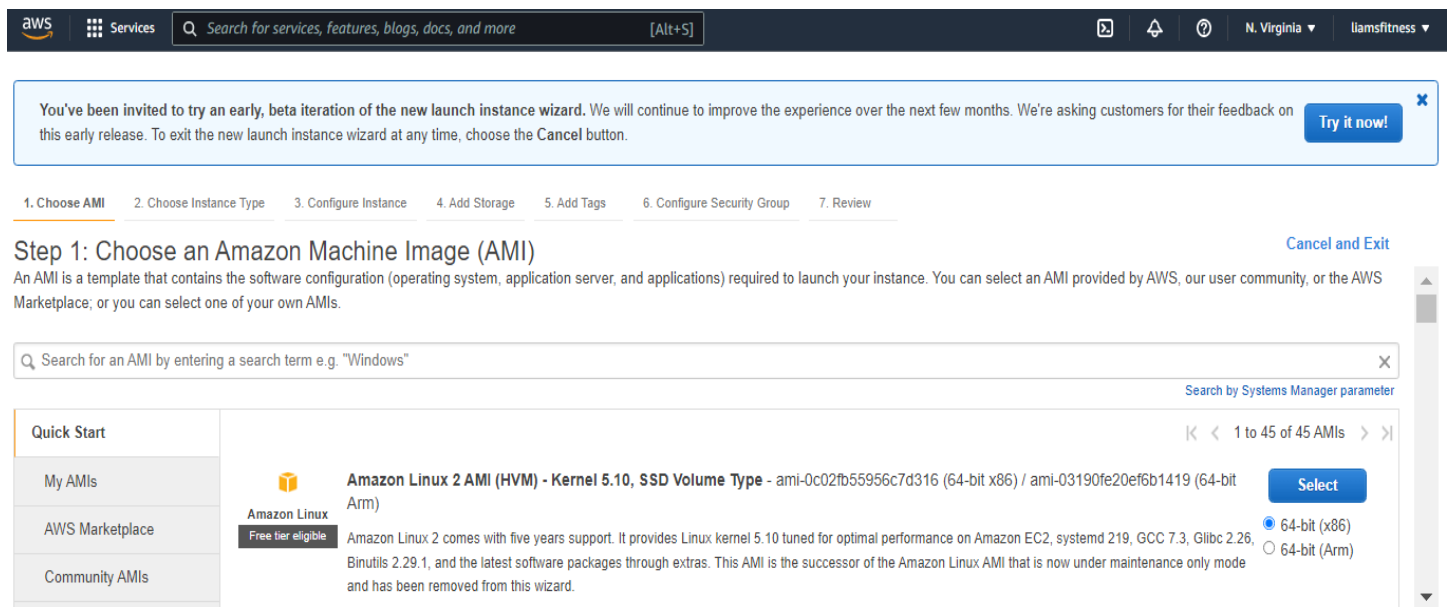 aws Services Search for services, features, blogs, docs, and more [Alt+S] N. Virginia ▼ liamsfitness ▼
You've been invited to try an early, beta iteration of the new launch instance wizard. We will continue to improve the experience over the next few months. We're asking customers for their feedback on
this early release. To exit the new launch instance wizard at any time, choose the Cancel button.
Try it now!
1. Choose AMI 2. Choose Instance Type 3. Configure Instance 4. Add Storage 5. Add Tags 6. Configure Security Group 7. Review
Step 1: Choose an Amazon Machine Image (AMI)
Cancel and Exit
An AMI is a template that contains the software configuration (operating system, application server, and applications) required to launch your instance. You can select an AMI provided by AWS, our user community, or the AWS
Marketplace; or you can select one of your own AMIs.
Search for an AMI by entering a search term e.g. "Windows"
Search by Systems Manager parameter
Quick Start
My AMIs
AWS Marketplace
Community AMIs
1 to 45 of 45 AMIs
Amazon Linux
Free tier eligible
Amazon Linux 2 AMI (HVM) - Kernel 5.10, SSD Volume Type - ami-0c02fb55956c7d316 (64-bit x86) / ami-03190fe20ef6b1419 (64-bit
Arm)
Amazon Linux 2 comes with five years support. It provides Linux kernel 5.10 tuned for optimal performance on Amazon EC2, systemd 219, GCC 7.3, Glibc 2.26,
Binutils 2.29.1, and the latest software packages through extras. This AMI is the successor of the Amazon Linux AMI that is now under maintenance only mode
and has been removed from this wizard.
Select
64-bit (x86)
64-bit (Arm)